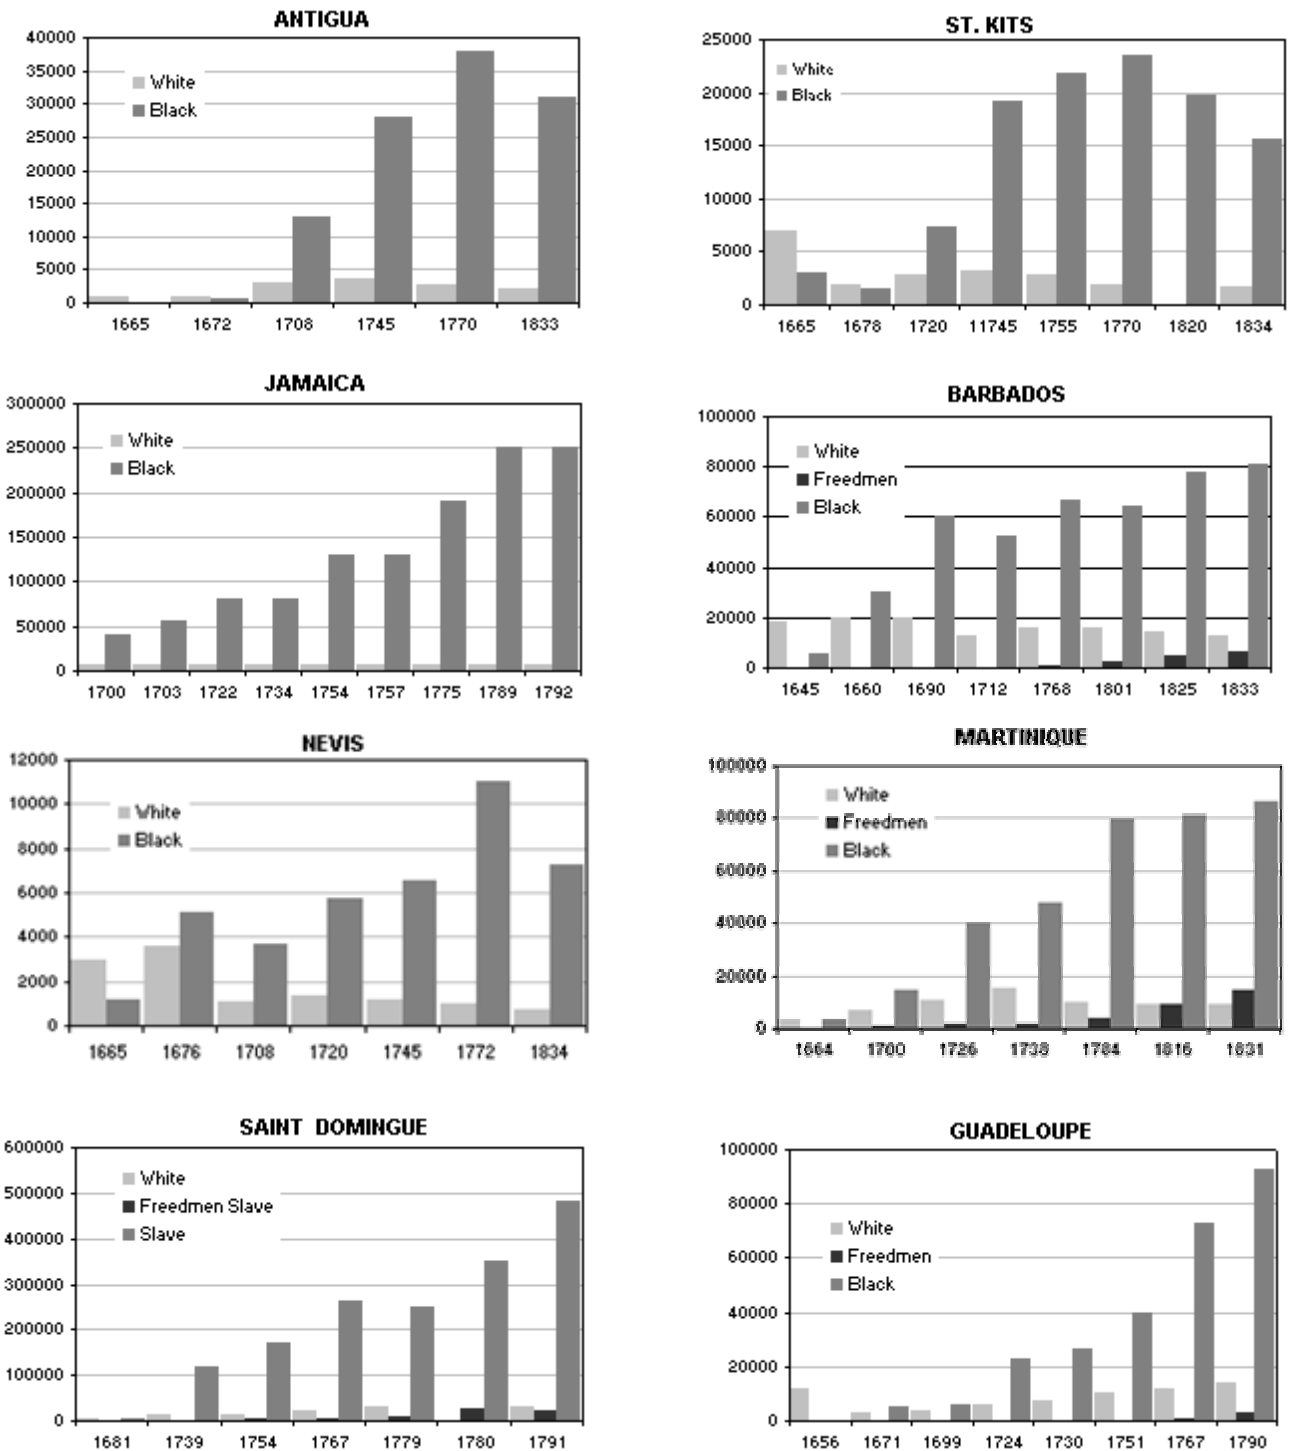 ANTIGUA
40000
35000
30000
25000
20000
15000
10000
5000
0
White
Black
1665 1672 1708 1745 1770 1833
ST. KITS
25000
20000
15000
10000
5000
0
White
Black
1665 1678 1720 11745 1755 1770 1820 1834
JAMAICA
300000
250000
200000
150000
100000
50000
0
White
Black
1700 1703 1722 1734 1754 1757 1775 1789 1792
BARBADOS
100000
80000
60000
40000
20000
0
White
Freedmen
Black
1645 1660 1690 1712 1768 1801 1825 1833
NEVIS
12000
10000
8000
6000
4000
2000
0
White
Black
1665 1676 1708 1720 1745 1772 1834
MARTINIQUE
100000
80000
60000
40000
20000
0
White
Freedmen
Black
1664 1700 1726 1738 1784 1816 1831
SAINT DOMINGUE
600000
500000
400000
300000
200000
100000
0
White
Freedmen Slave
Slave
1681 1739 1754 1767 1779 1780 1791
GUADELOUPE
100000
80000
60000
40000
20000
0
White
Freedmen
Black
1656 1671 1699 1724 1730 1751 1767 1790